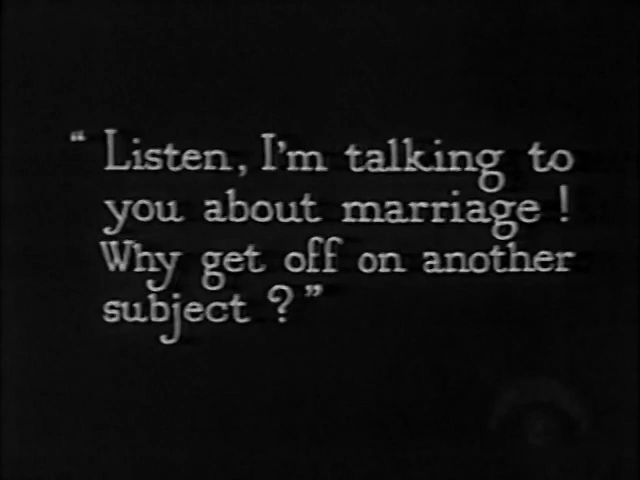 “ Listen, I'm talking to
you about marriage !
Why get off on another
subject ?”